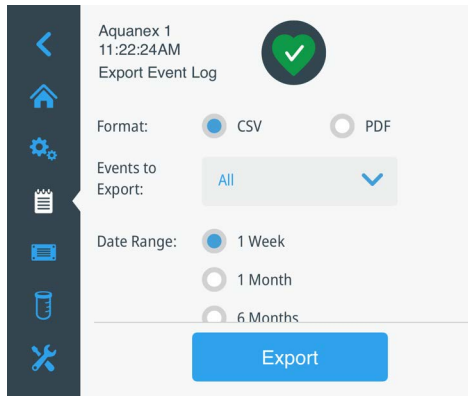 Aquanex 1
11:22:24AM
Export Event Log
Format:
CSV
PDF
Events to
Export:
All
Date Range:
1 Week
1 Month
6 Months
Export